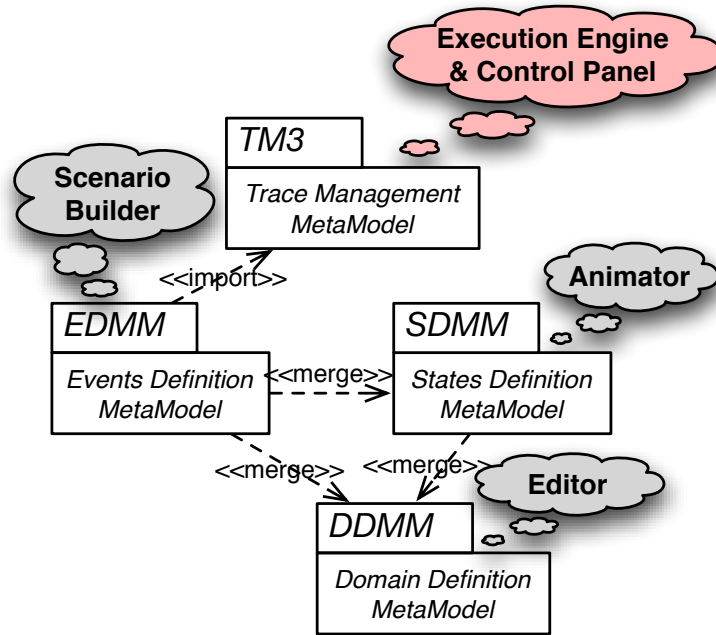 Execution Engine
& Control Panel
TM3
Trace Management
MetaModel
Scenario
Builder
<<import>>
Animator
EDMM
Events Definition
MetaModel
<<merge>>
SDMM
States Definition
MetaModel
<<merge>>
<<merge>>
Editor
DDMM
Domain Definition
MetaModel